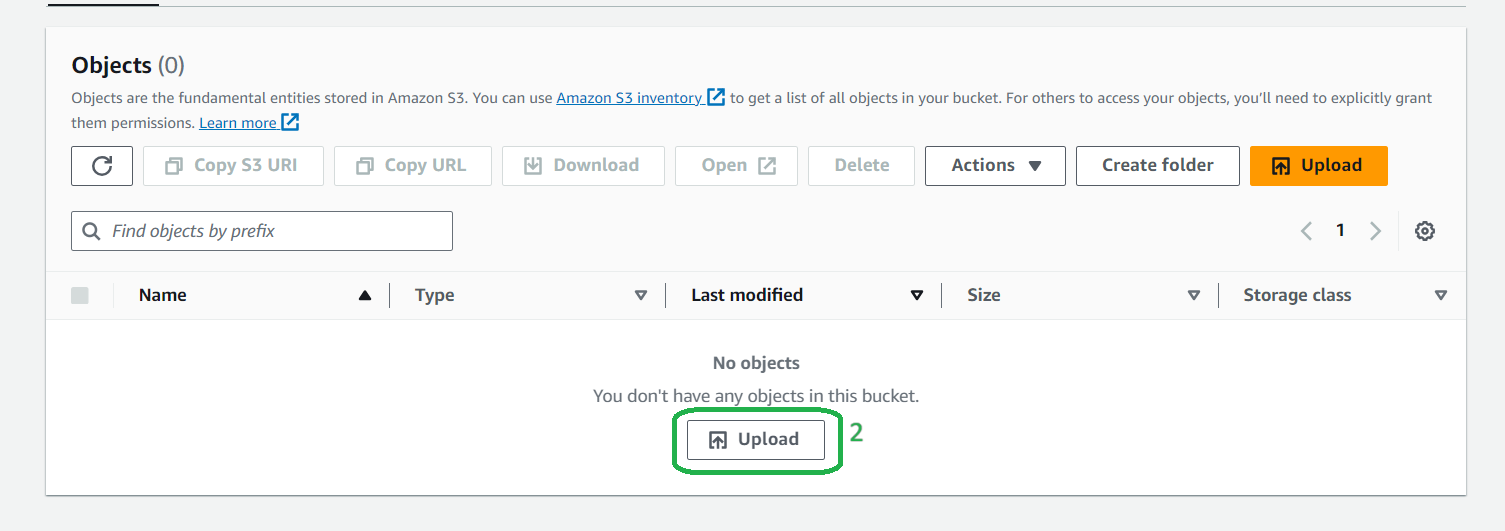 Objects (0)
Objects are the fundamental entities stored in Amazon S3. You can use Amazon S3 inventory to get a list of all objects in your bucket. For others to access your objects, you’ll need to explicitly grant
them permissions. Learn more
Copy S3 URI Copy URL Download Open Delete Actions Create folder Upload
Find objects by prefix 1
Name Type Last modified Size Storage class
No objects
You don't have any objects in this bucket.
Upload 2